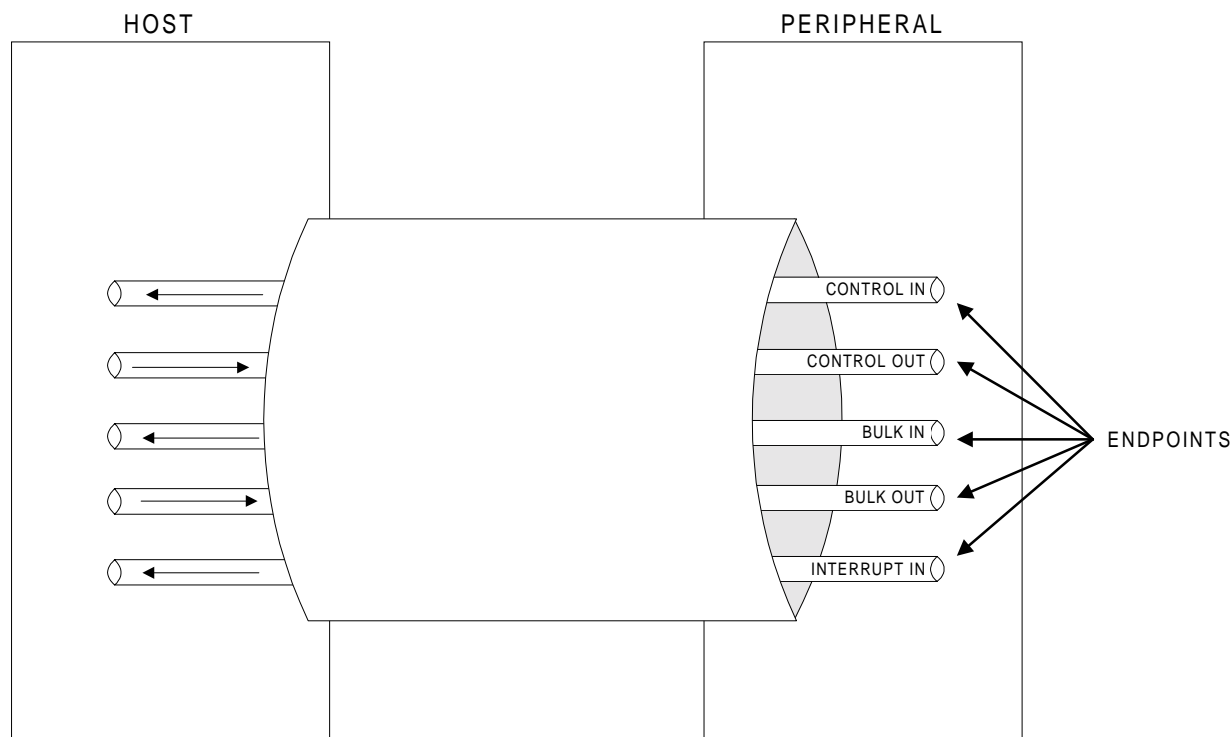 HOST
PERIPHERAL
CONTROL IN
CONTROL OUT
BULK IN
ENDPOINTS
BULK OUT
INTERRUPT IN